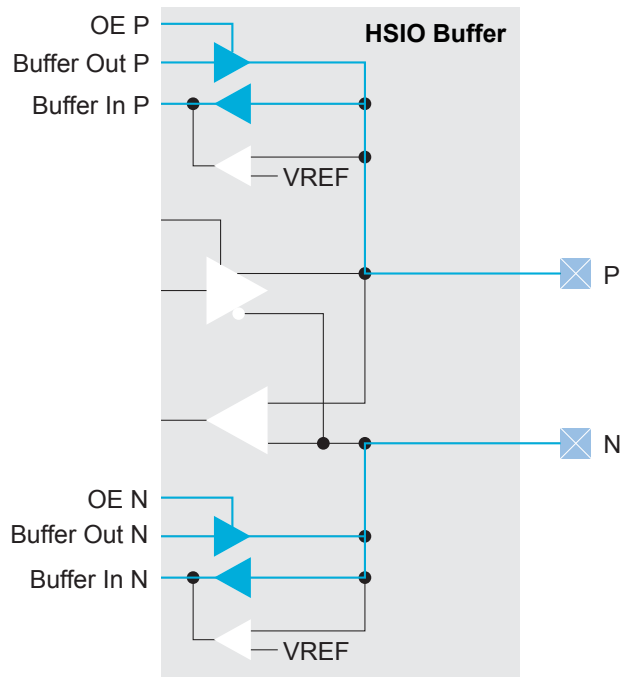 OE P
HSIO Buffer
Buffer Out P
Buffer In P
VREF
P
N
OE N
Buffer Out N
Buffer In N
VREF